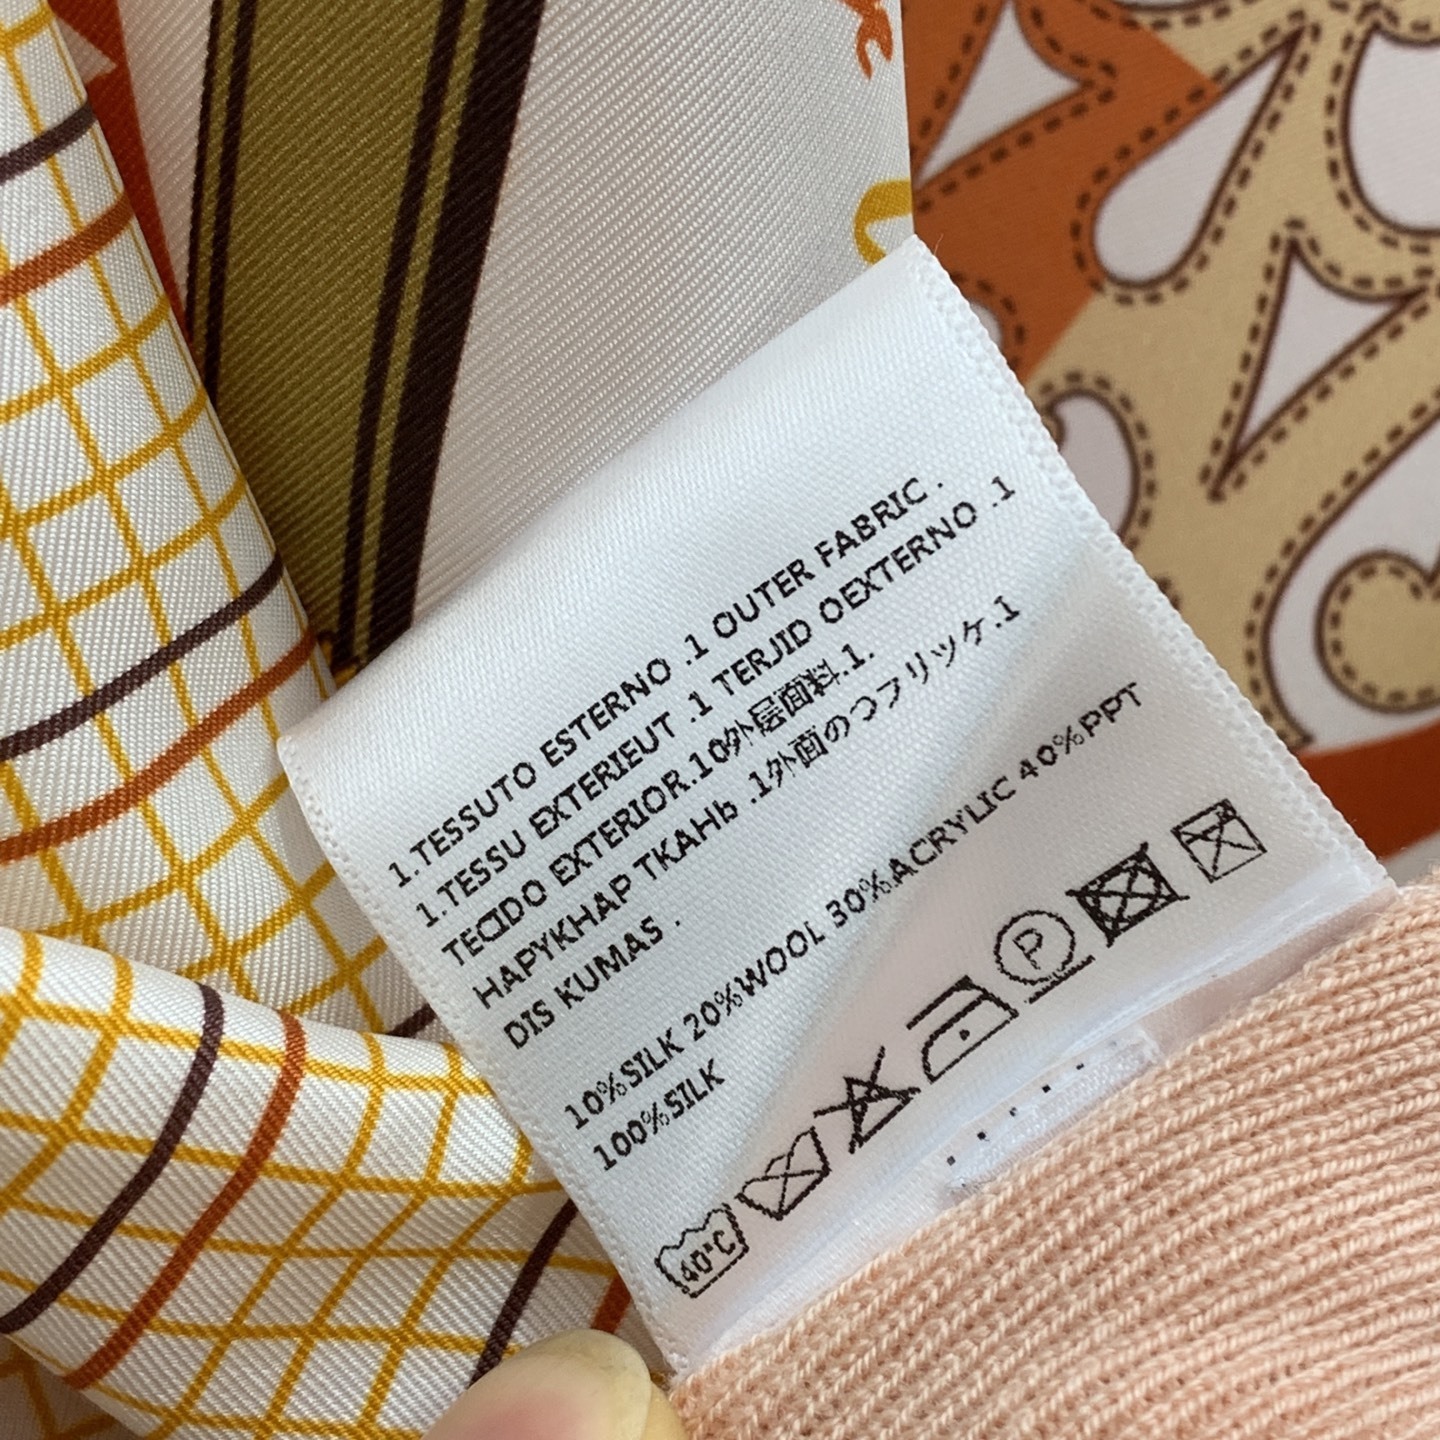 1.TESSUTO ESTERNO .1 OUTER FABRIC .
1.TESSU EXTERIEUT .1 TERJID OEXTERNO .1
TECIDO EXTERIOR.10外层面料.1.
HAPYKHAP TKAHb .1外面のつフリッケ.1
DIS KUMAS .
10%SILK 20%WOOL 30%ACRYLIC 40%PPT
100%SILK
40°C
P